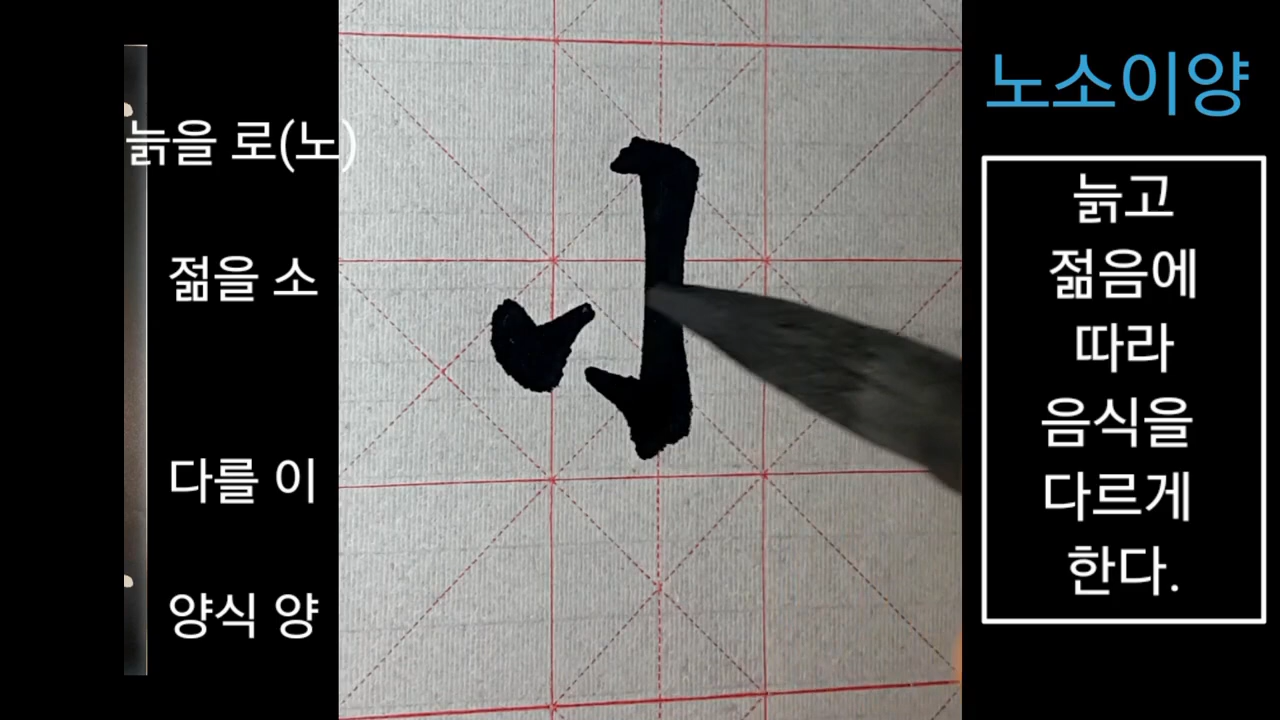 늙을 로(노)
젊을 소
다를 이
양식 양
노소이양
늙고
젊음에
따라
음식을
다르게
한다.